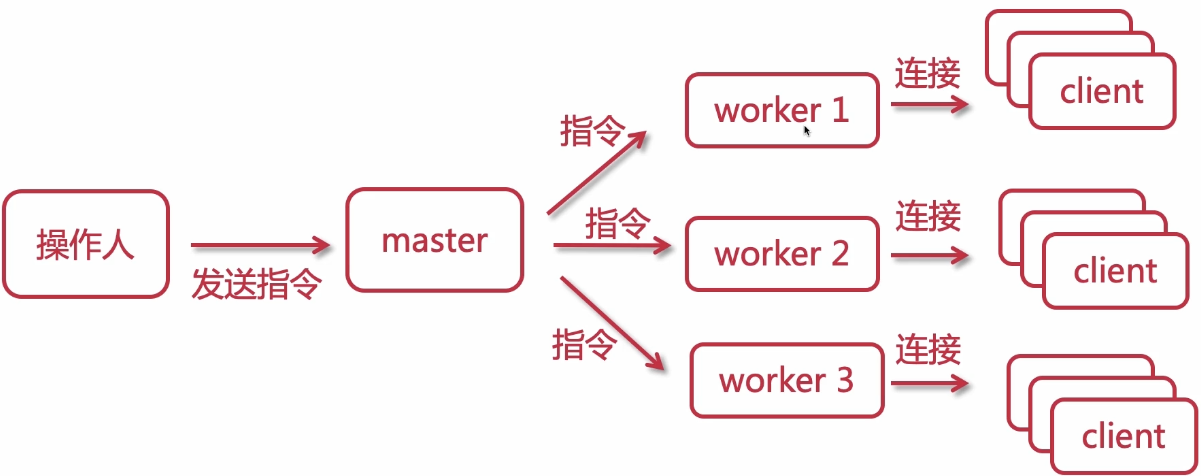 操作人
发送指令
master
指令
指令
指令
worker 1
连接
client
worker 2
连接
client
worker 3
连接
client